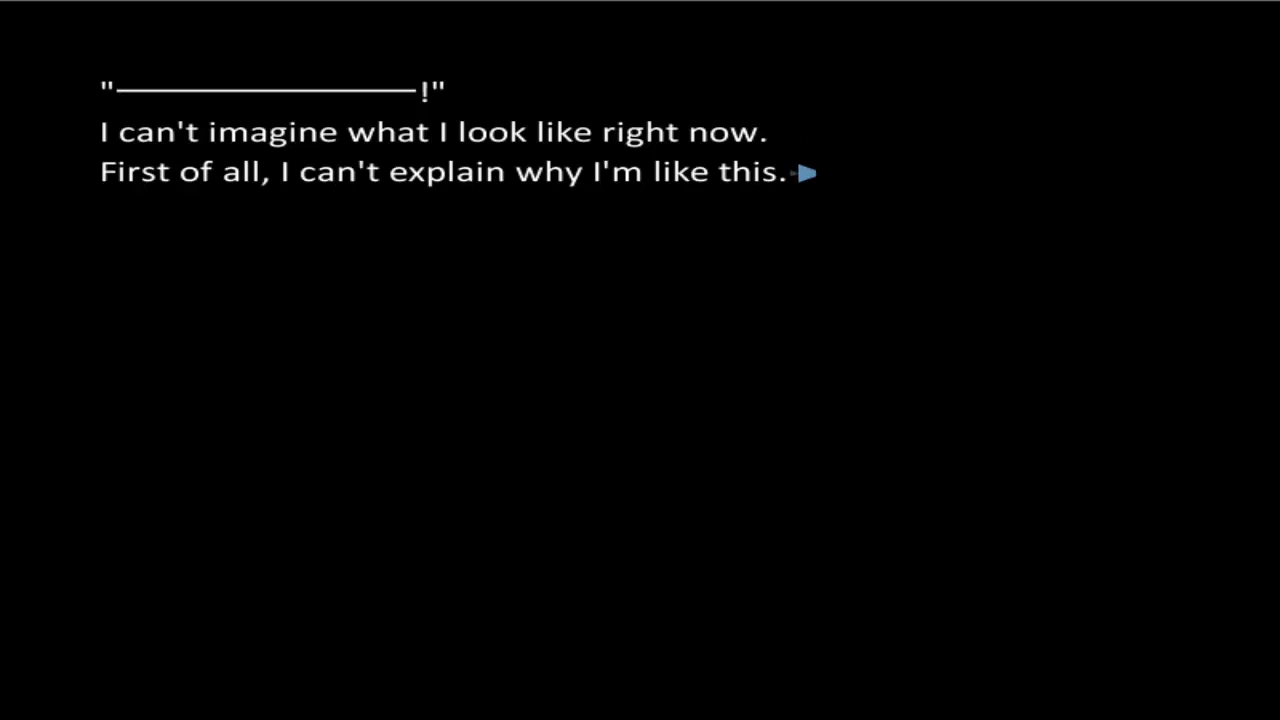 "———————————!"
I can't imagine what I look like right now.
First of all, I can't explain why I'm like this.